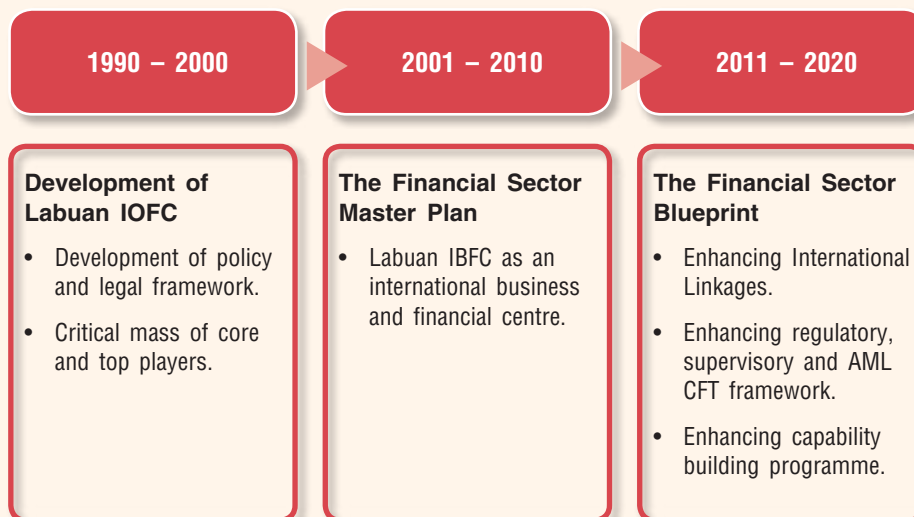 1990 – 2000
2001 – 2010
2011 – 2020
Development of
Labuan IOFC
• Development of policy
and legal framework.
• Critical mass of core
and top players.
The Financial Sector
Master Plan
• Labuan IBFC as an
international business
and financial centre.
The Financial Sector
Blueprint
• Enhancing International
Linkages.
• Enhancing regulatory,
supervisory and AML
CFT framework.
• Enhancing capability
building programme.